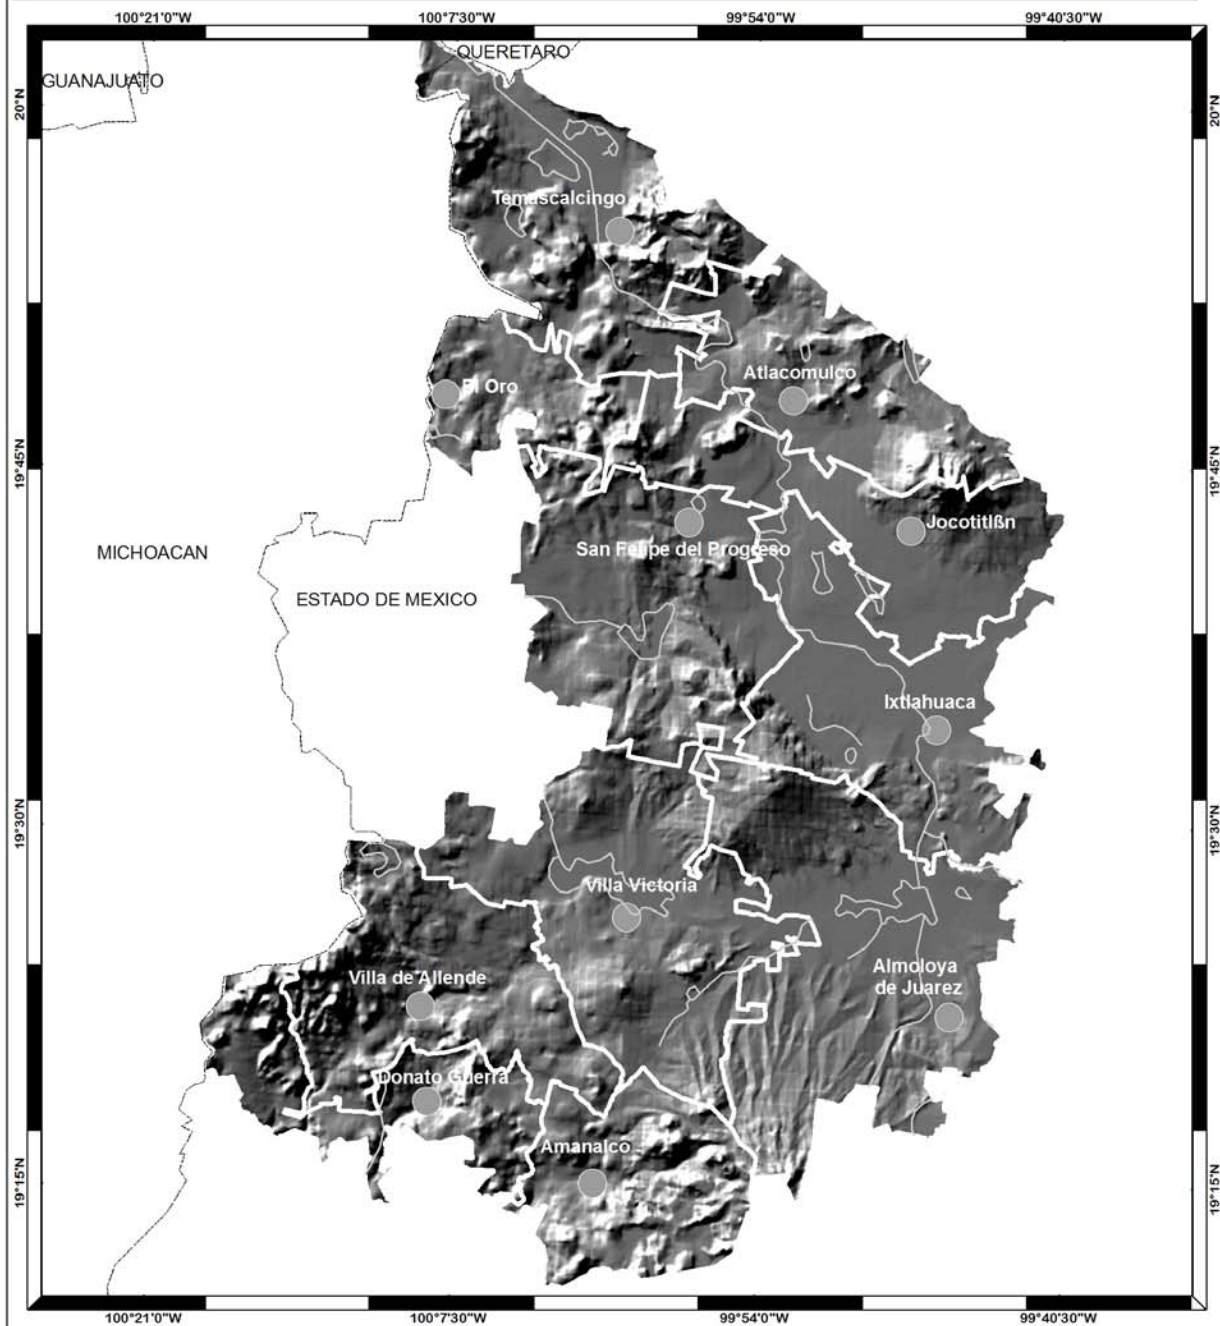 100°21'0"W 100°7'30"W 99°54'0"W 99°40'30"W
QUERETARO
GUANAJUATO
20°N 20°N
Temascalcingo
Atlacomulco
El Oro
19°45'N 19°45'N
Jocotitlßn
San Felipe del Progreso
MICHOACAN
ESTADO DE MEXICO
Ixtlahuaca
19°30'N 19°30'N
Villa Victoria
Almoloya
de Juarez
Villa de Allende
Donato Guerra
Amanalco
19°15'N 19°15'N
100°21'0"W 100°7'30"W 99°54'0"W 99°40'30"W